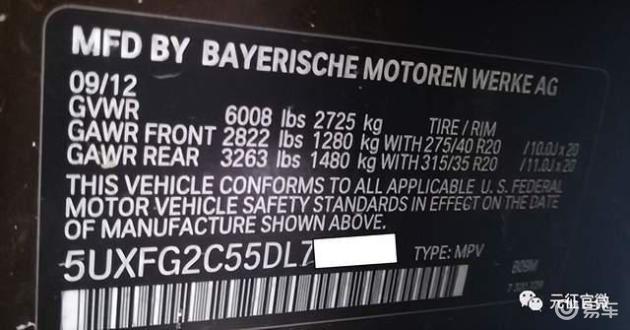 MFD BY BAYERISCHE MOTOREN WERKE AG
09/12
GVWR 6008 lbs 2725 kg TIRE / RIM
GAWR FRONT 2822 lbs 1280 kg WITH 275/40 R20 /10.0J x 20
GAWR REAR 3263 lbs 1480 kg WITH 315/35 R20 /11.0J x 20
THIS VEHICLE CONFORMS TO ALL APPLICABLE U. S. FEDERAL
MOTOR VEHICLE SAFETY STANDARDS IN EFFECT ON THE DATE
OF MANUFACTURE SHOWN ABOVE.
5UXFG2C55DL7 TYPE: MPV
元征官微
易车